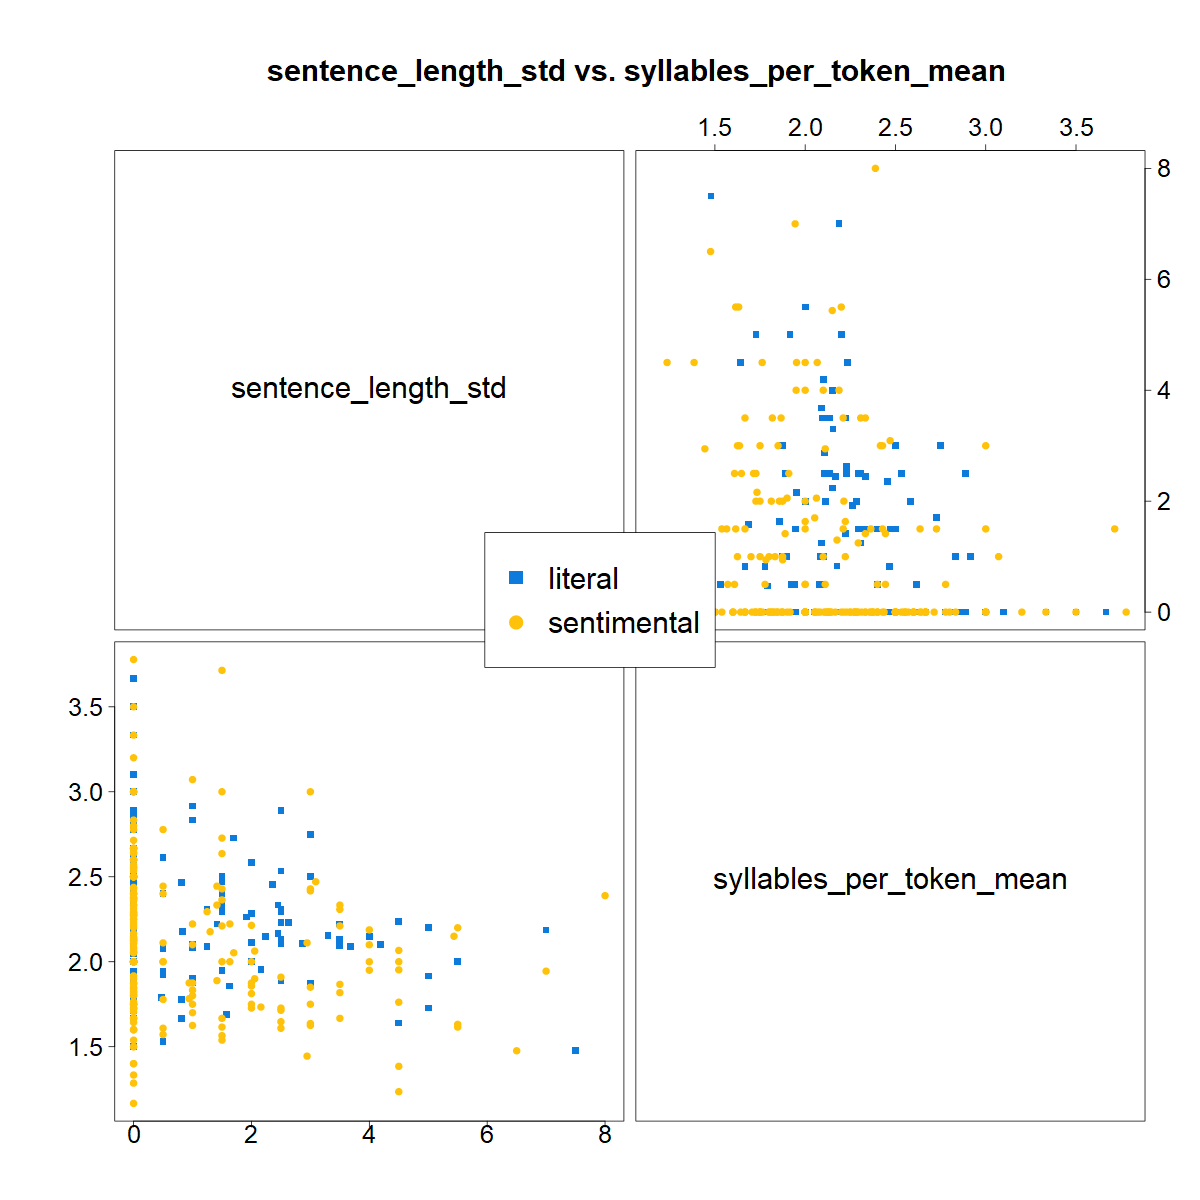 sentence_length_std vs. syllables_per_token_mean
1.5 2.0 2.5 3.0 3.5
8
6
4
2
0
sentence_length_std
literal
sentimental
3.5
3.0
2.5
2.0
1.5
syllables_per_token_mean
0 2 4 6 8